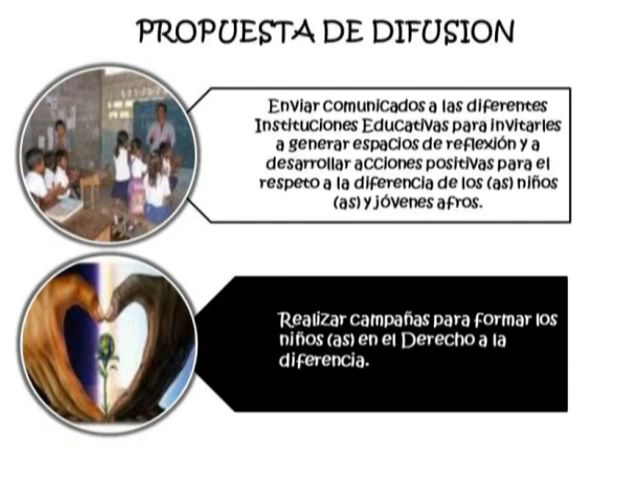 PROPUESTA DE DIFUSION
Enviar comunicados a las diferentes
Instituciones Educativas para invitarles
a generar espacios de reflexión y a
desarrollar acciones positivas para el
respeto a la diferencia de los (as) niños
(as) y jóvenes afros.
Realizar campañas para formar los
niños (as) en el Derecho a la
diferencia.